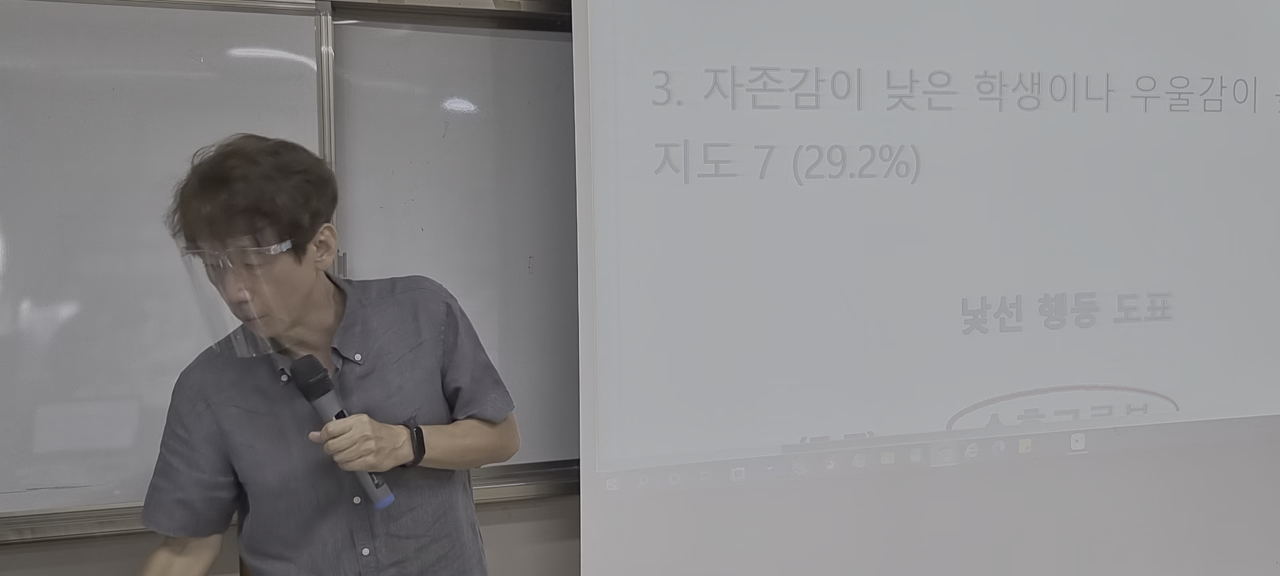 3. 자존감이 낮은 학생이나 우울감이
지도 7 (29.2%)
낯선 행동 도표